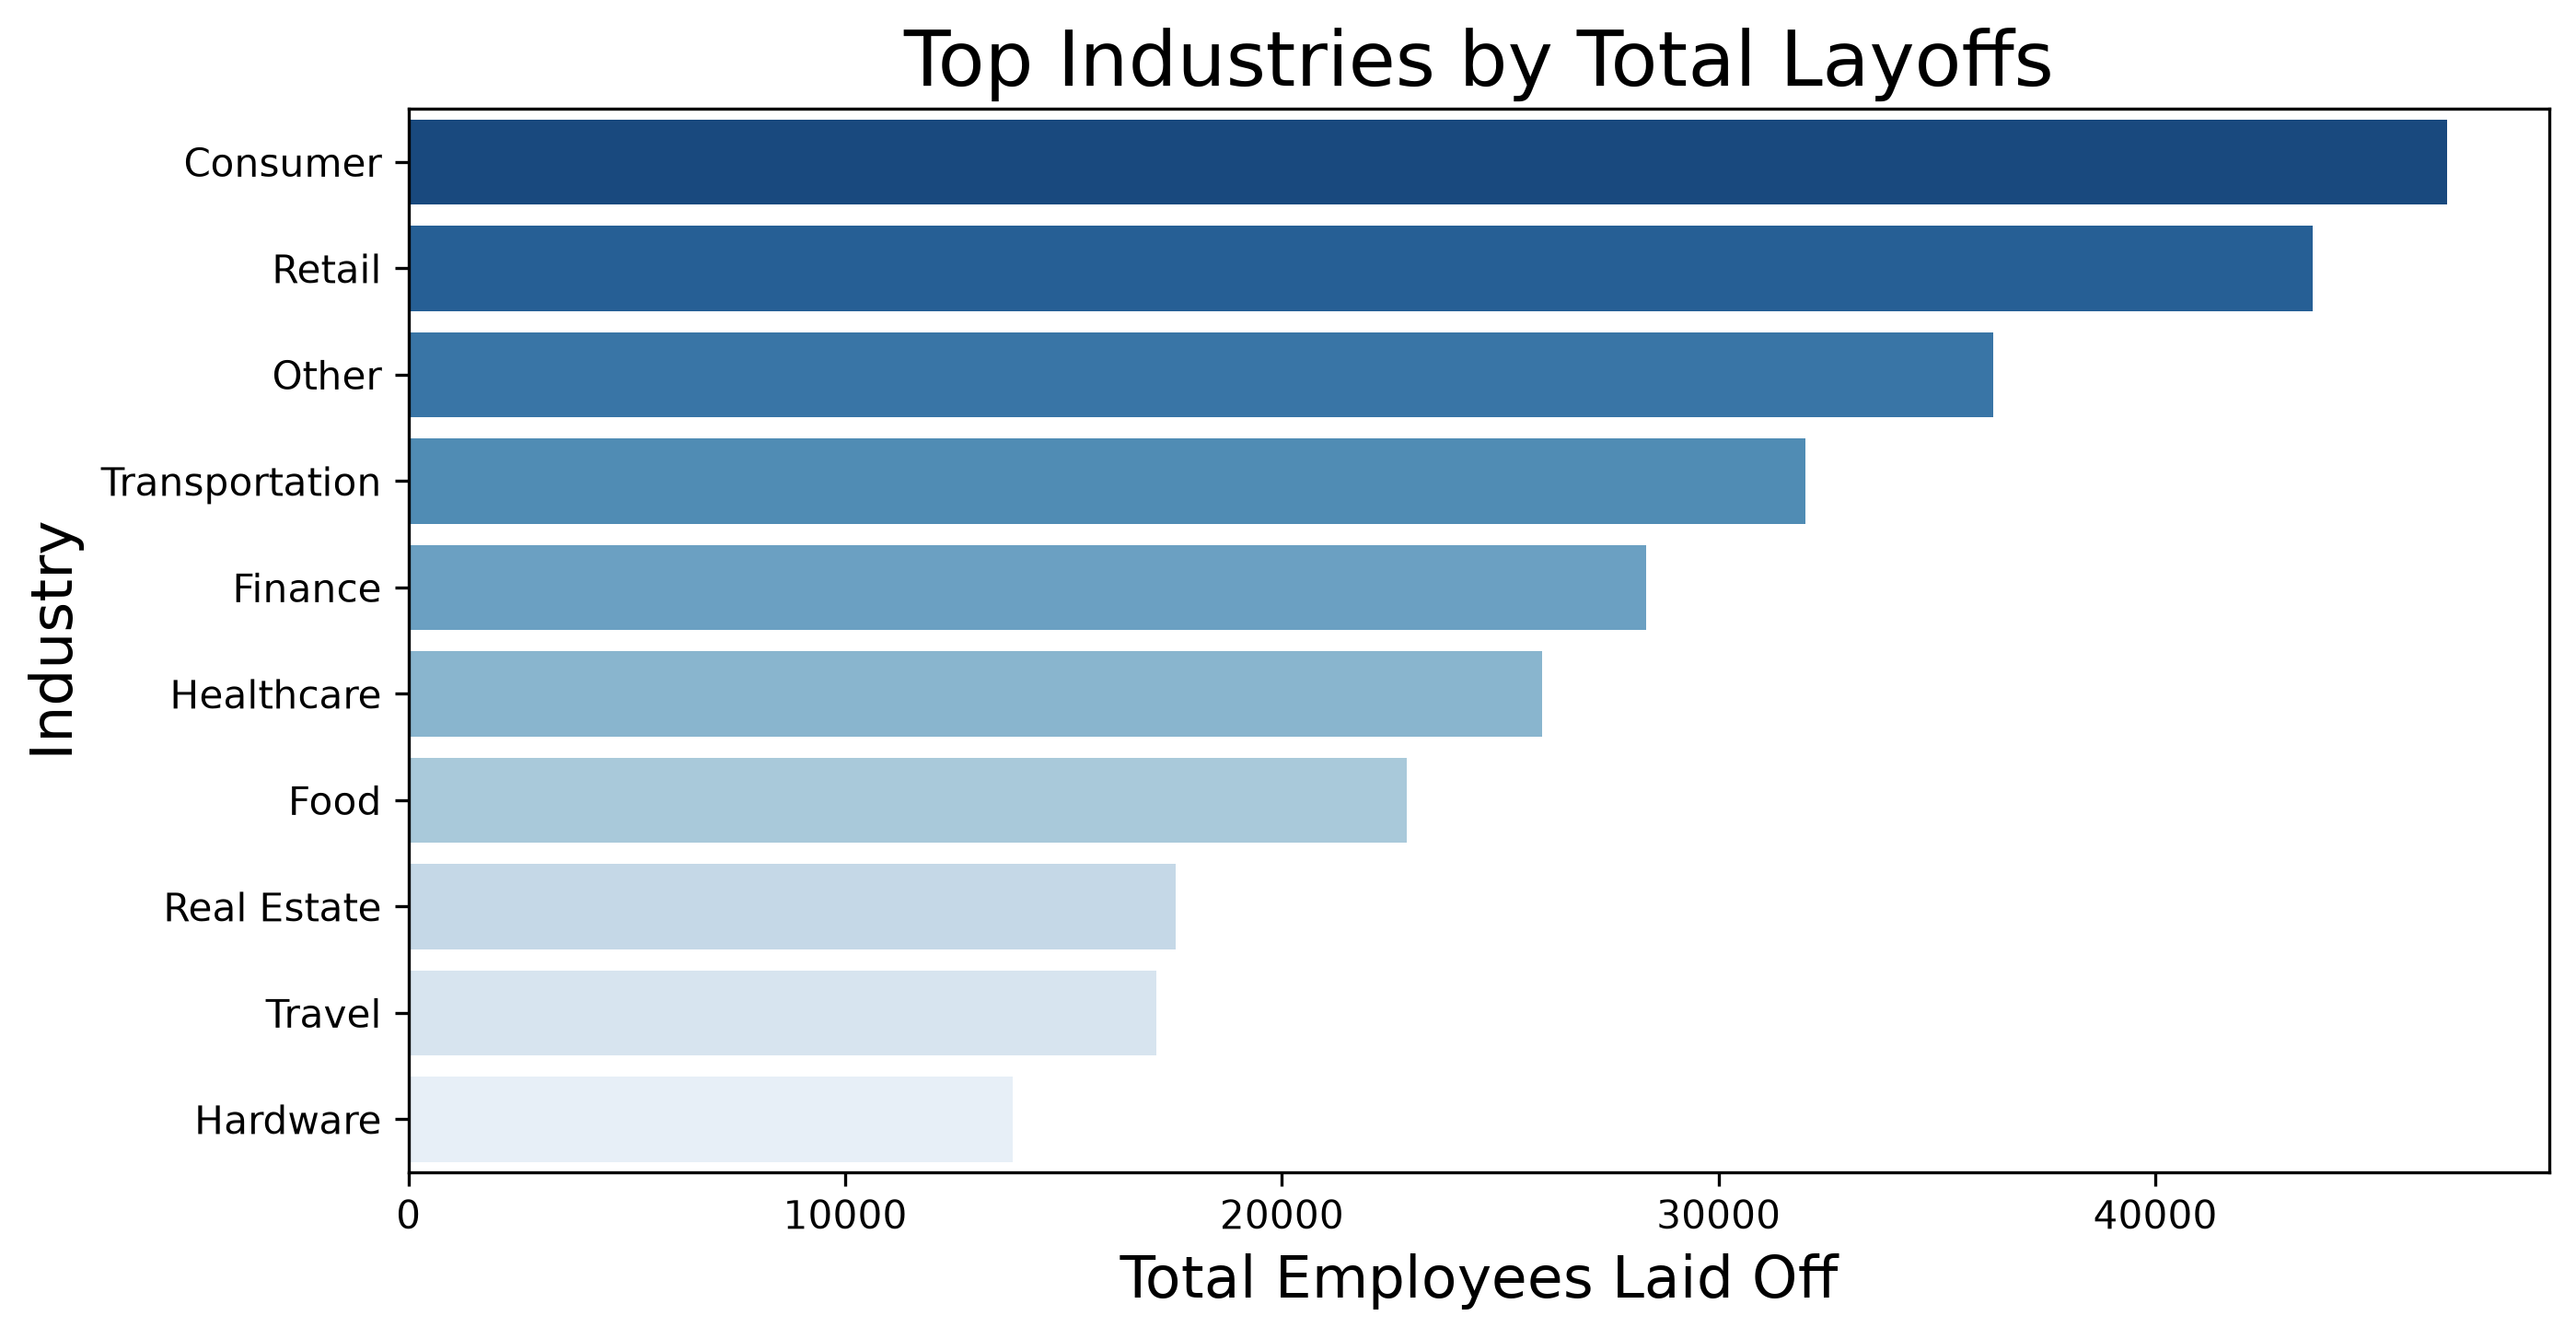 Top Industries by Total Layoffs
Industry
Consumer
Retail
Other
Transportation
Finance
Healthcare
Food
Real Estate
Travel
Hardware
0 10000 20000 30000 40000
Total Employees Laid Off